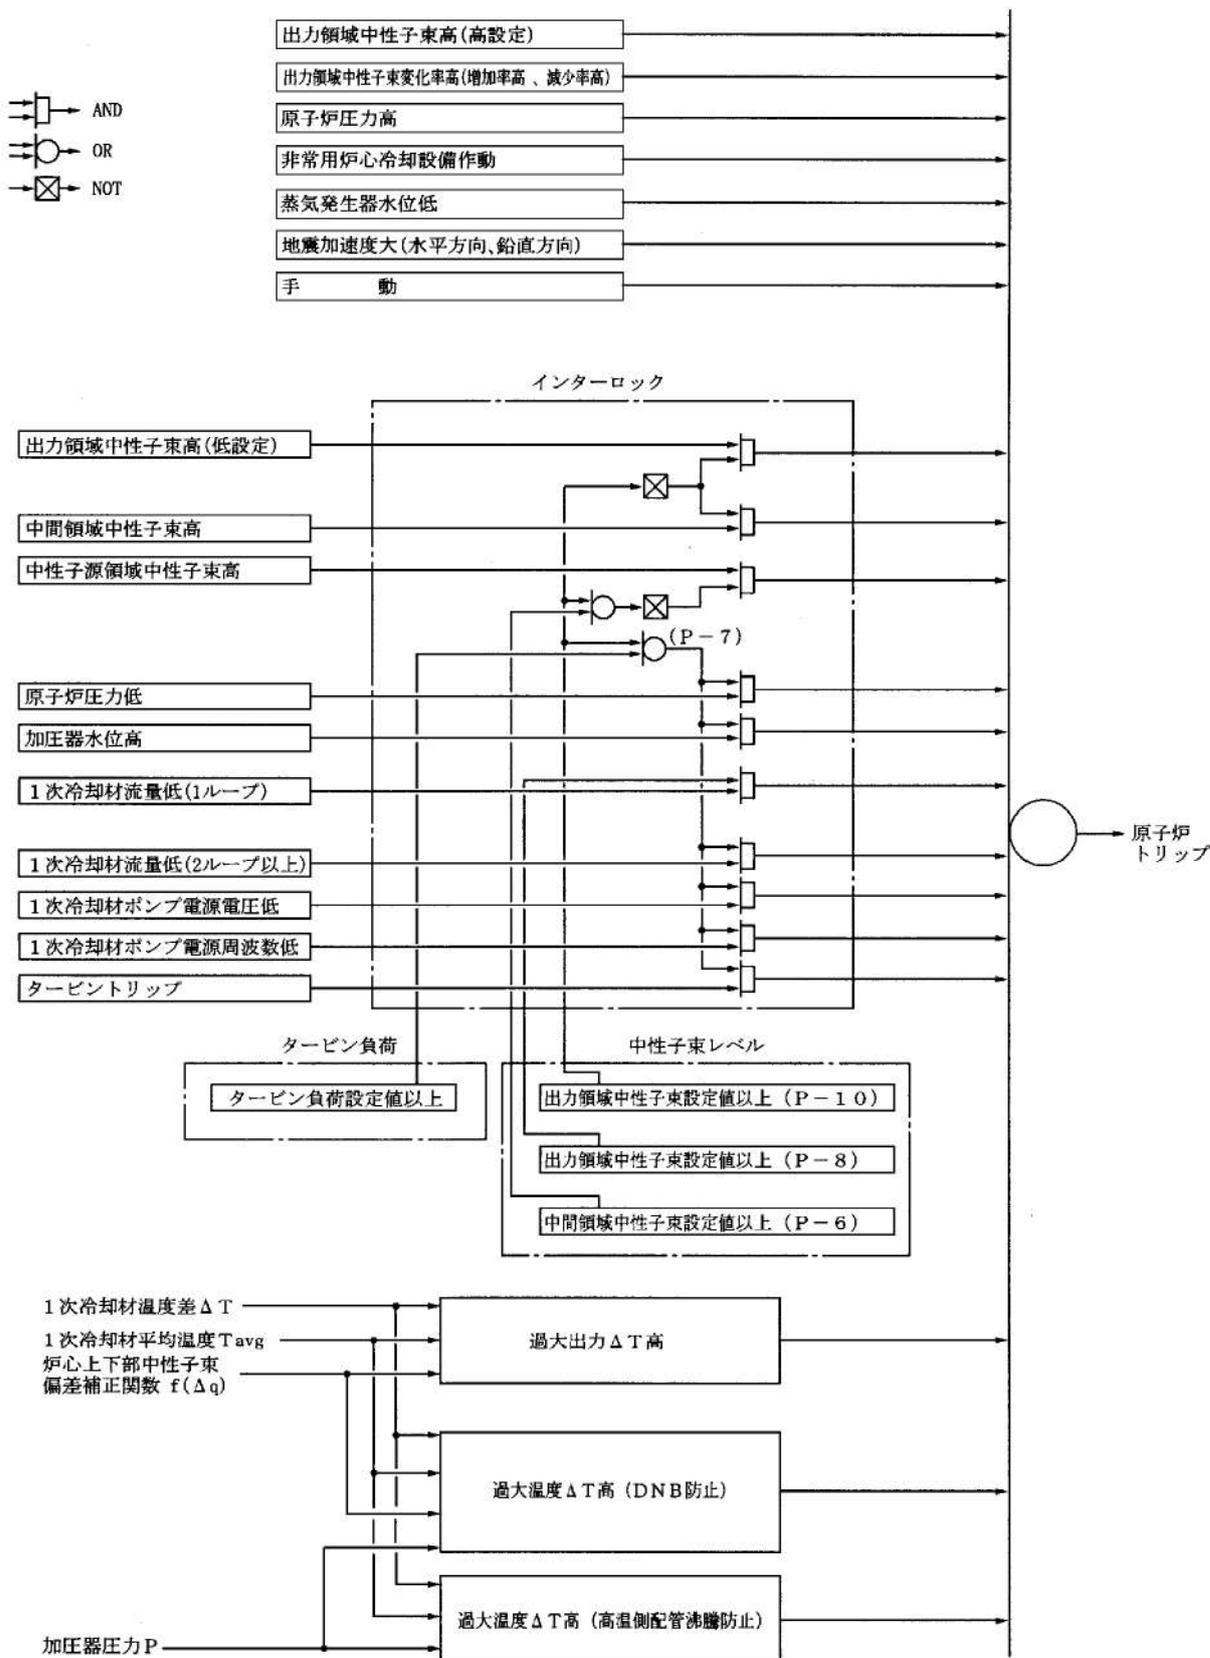 出力領域中性子束高(高設定)
出力領域中性子束変化率高(増加率高 、減少率高)
原子炉圧力高
非常用炉心冷却設備作動
蒸気発生器水位低
地震加速度大(水平方向、鉛直方向)
手　　　動
AND
OR
NOT
インターロック
出力領域中性子束高(低設定)
中間領域中性子束高
中性子源領域中性子束高
(P－7)
原子炉圧力低
加圧器水位高
1次冷却材流量低(1ループ)
1次冷却材流量低(2ループ以上)
1次冷却材ポンプ電源電圧低
1次冷却材ポンプ電源周波数低
タービントリップ
原子炉
トリップ
タービン負荷
タービン負荷設定値以上
中性子束レベル
出力領域中性子束設定値以上 (P－10)
出力領域中性子束設定値以上 (P－8)
中間領域中性子束設定値以上 (P－6)
1次冷却材温度差ΔT
1次冷却材平均温度Tavg
炉心上下部中性子束
偏差補正関数 f(Δq)
加圧器圧力P
過大出力ΔT高
過大温度ΔT高 (DNB防止)
過大温度ΔT高 (高温側配管沸騰防止)